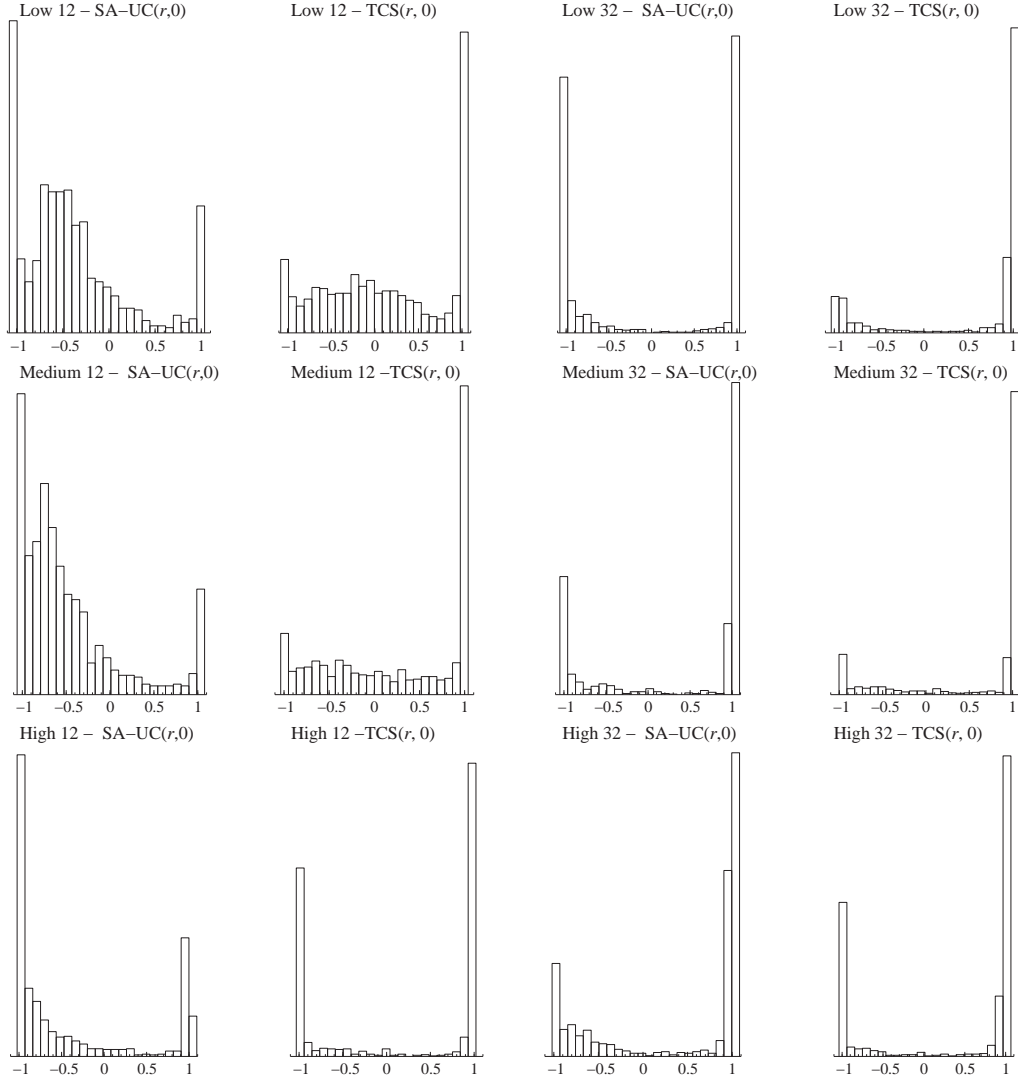 Low 12 – SA–UC(r,0)
Low 12 – TCS(r, 0)
Low 32 – SA–UC(r,0)
Low 32 – TCS(r, 0)
−1 −0.5 0 0.5 1
−1 −0.5 0 0.5 1
−1 −0.5 0 0.5 1
−1 −0.5 0 0.5 1
Medium 12 – SA–UC(r,0)
Medium 12 –TCS(r, 0)
Medium 32 – SA–UC(r,0)
Medium 32 – TCS(r, 0)
−1 −0.5 0 0.5 1
−1 −0.5 0 0.5 1
−1 −0.5 0 0.5 1
−1 −0.5 0 0.5 1
High 12 – SA–UC(r,0)
High 12 –TCS(r, 0)
High 32 – SA–UC(r,0)
High 32 – TCS(r, 0)
−1 −0.5 0 0.5 1
−1 −0.5 0 0.5 1
−1 −0.5 0 0.5 1
−1 −0.5 0 0.5 1